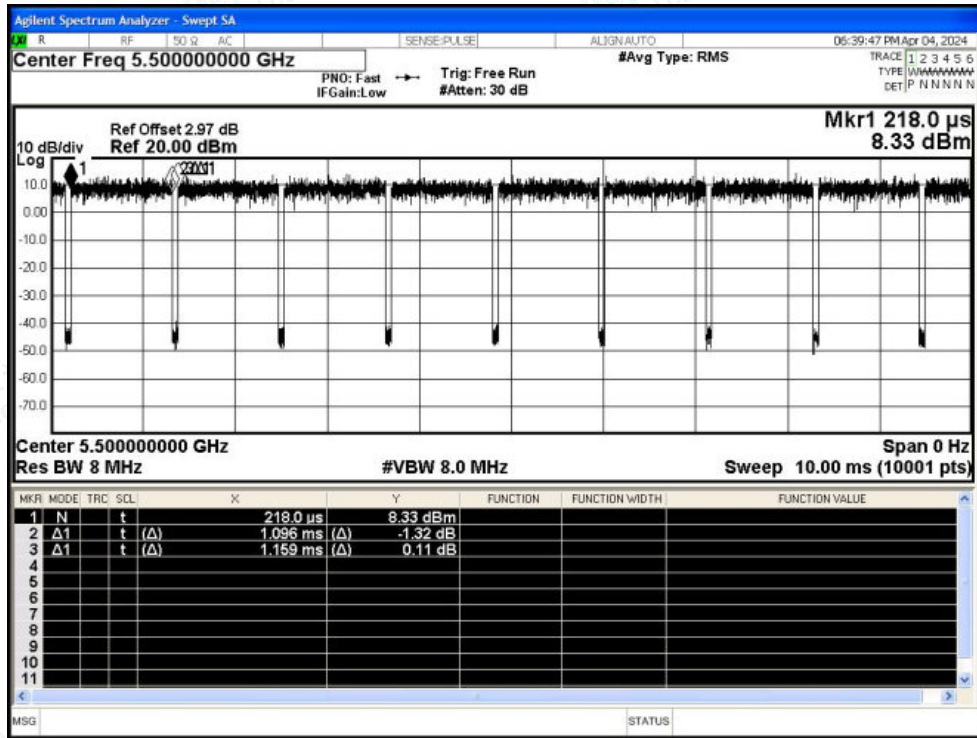 Agilent Spectrum Analyzer - Swept SA
R RF 50 Ω AC SENSE:PULSE ALIGNAUTO 06:39:47 PM Apr 04, 2024
Center Freq 5.500000000 GHz
PNO: Fast
IFGain:Low
Trig: Free Run
#Atten: 30 dB
#Avg Type: RMS
TRACE 1 2 3 4 5 6
TYPE
DET P N N N N N
Mkr1 218.0 µs
8.33 dBm
Ref Offset 2.97 dB
10 dB/div Ref 20.00 dBm
Log
1
10.0
0.00
-10.0
-20.0
-30.0
-40.0
-50.0
-60.0
-70.0
Center 5.500000000 GHz Span 0 Hz
Res BW 8 MHz #VBW 8.0 MHz Sweep 10.00 ms (10001 pts)
MKR MODE TRC SCL X Y FUNCTION FUNCTION WIDTH FUNCTION VALUE
1 N t 218.0 µs 8.33 dBm
2 Δ1 t (Δ) 1.096 ms (Δ) -1.32 dB
3 Δ1 t (Δ) 1.159 ms (Δ) 0.11 dB
4
5
6
7
8
9
10
11
MSG STATUS